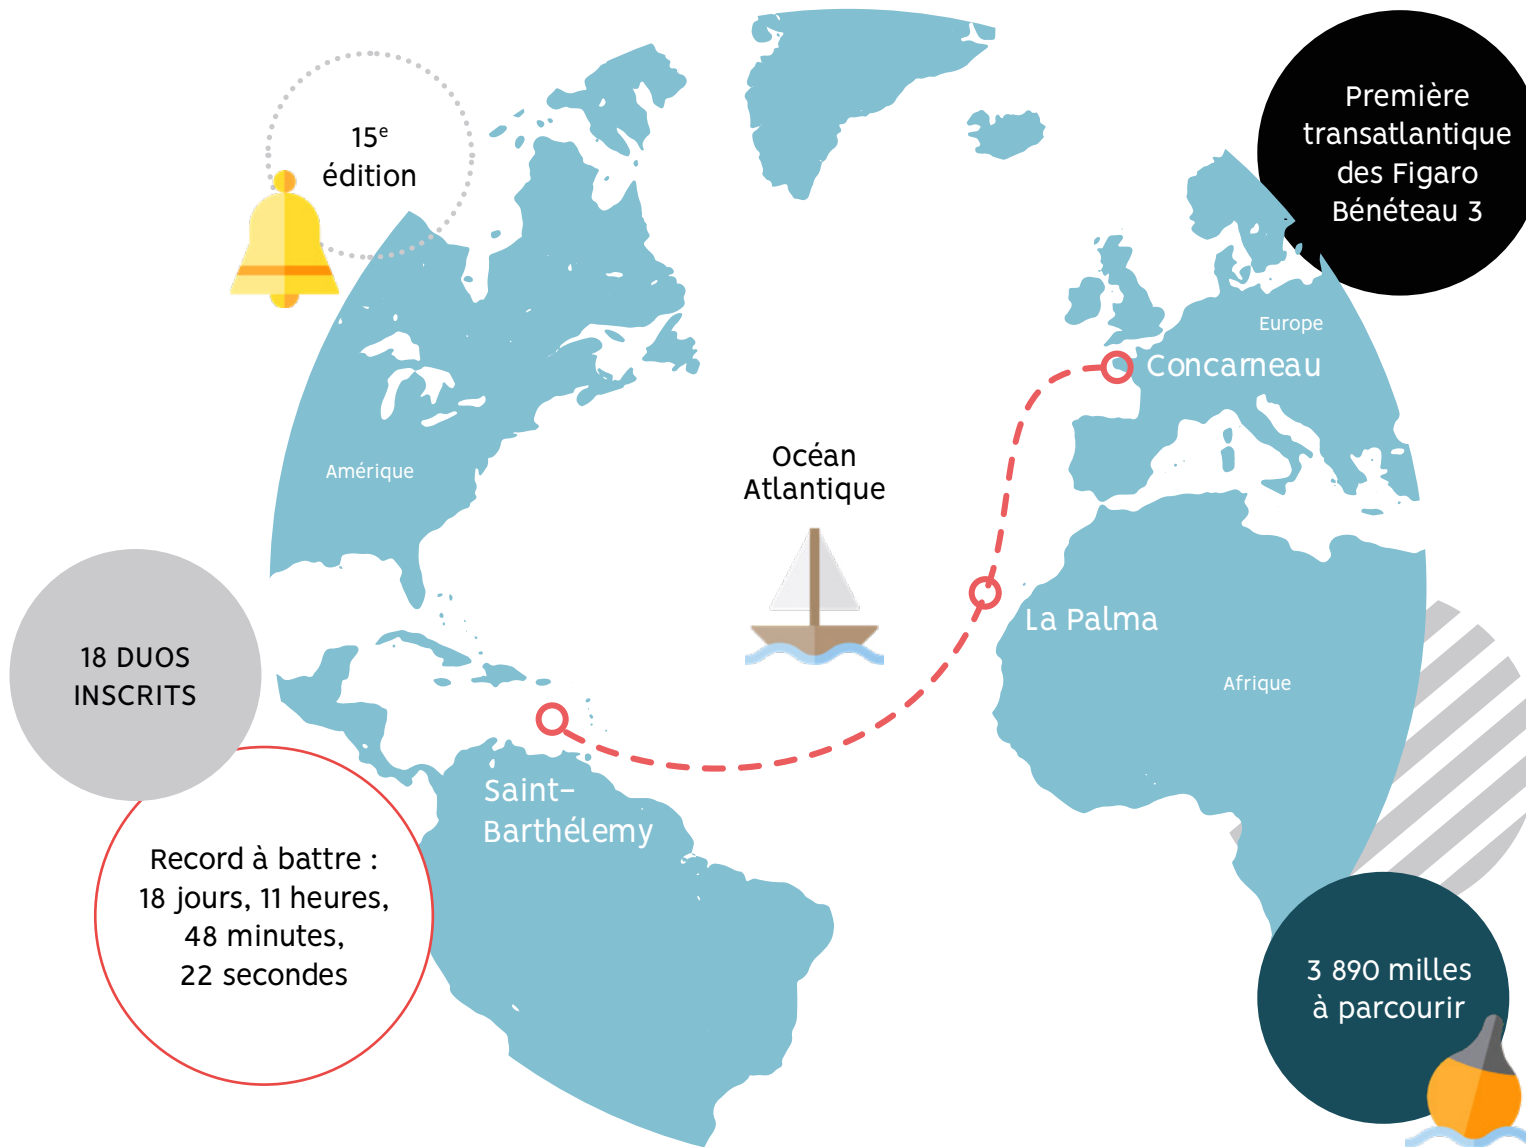 15e
édition
Première
transatlantique
des Figaro
Bénéteau 3
Europe
Concarneau
Amérique
Océan
Atlantique
La Palma
Afrique
18 DUOS
INSCRITS
Saint-
Barthélemy
Record à battre :
18 jours, 11 heures,
48 minutes,
22 secondes
3 890 milles
à parcourir